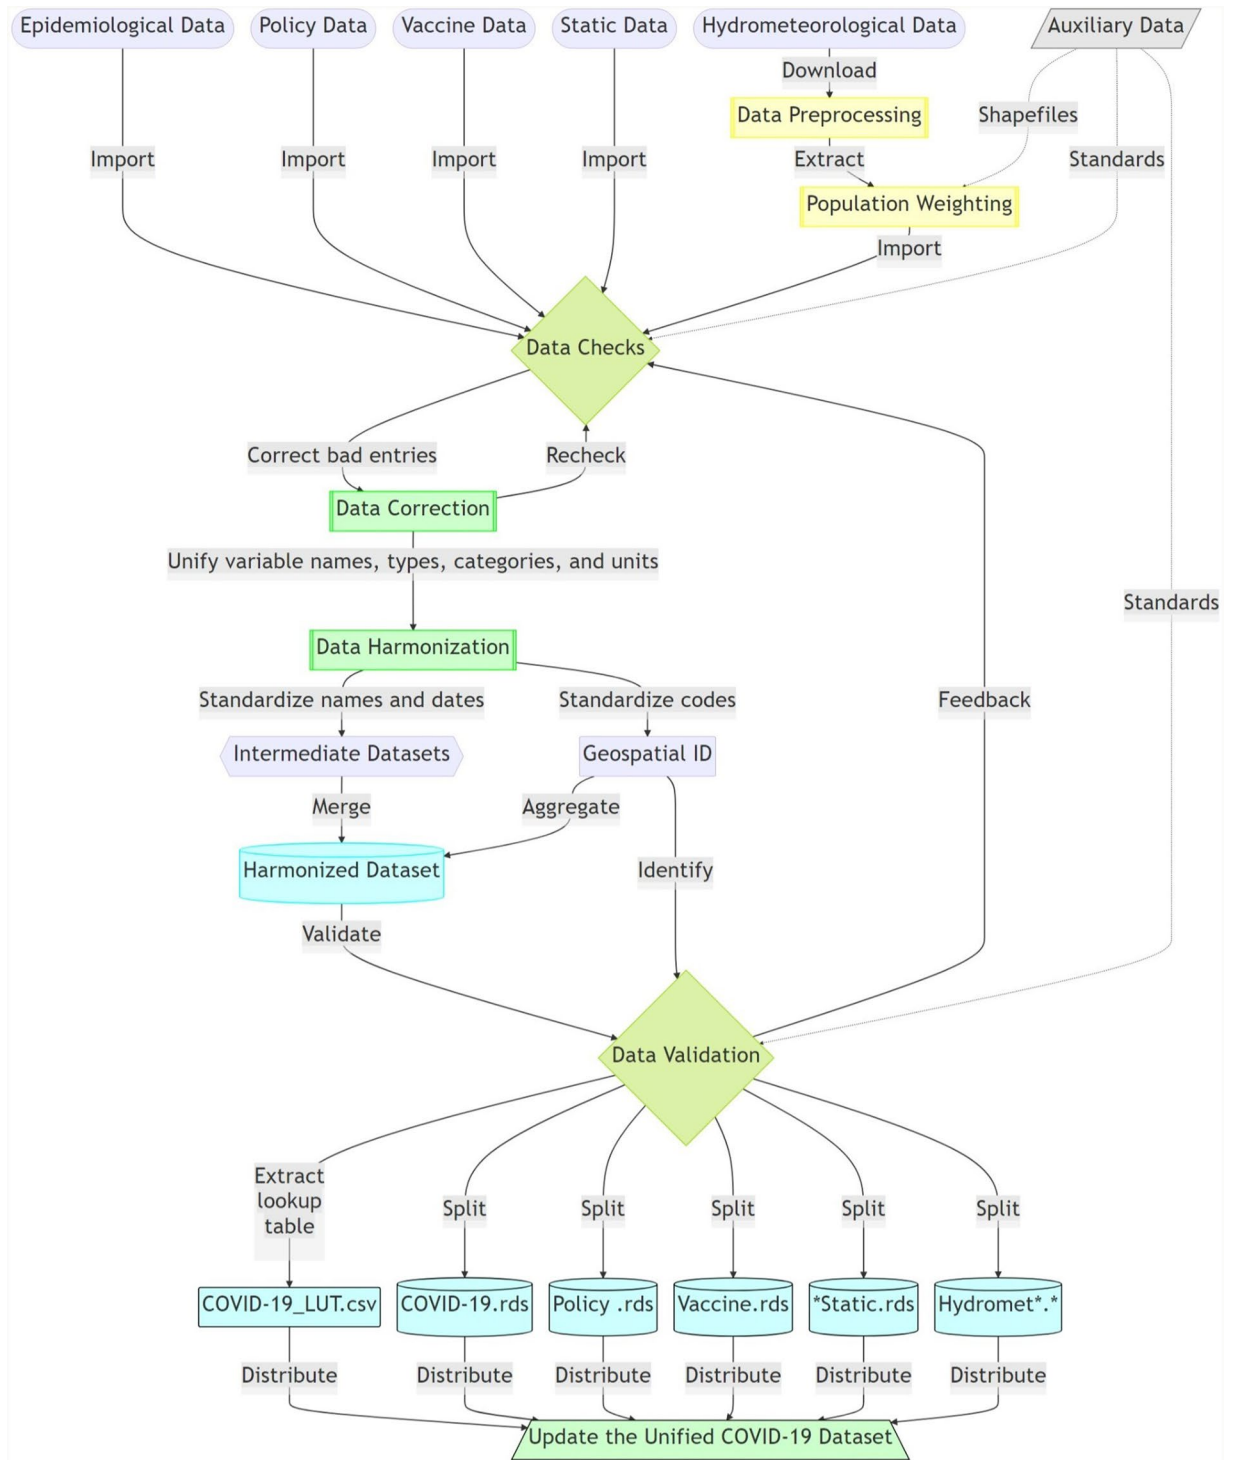 Epidemiological Data
Policy Data
Vaccine Data
Static Data
Hydrometeorological Data
Auxiliary Data
Download
Data Preprocessing
Shapefiles
Import
Import
Import
Import
Extract
Standards
Population Weighting
Import
Data Checks
Correct bad entries
Recheck
Data Correction
Unify variable names, types, categories, and units
Standards
Data Harmonization
Standardize names and dates
Standardize codes
Feedback
Intermediate Datasets
Geospatial ID
Merge
Aggregate
Harmonized Dataset
Identify
Validate
Data Validation
Extract
lookup
table
Split
Split
Split
Split
Split
COVID-19_LUT.csv
COVID-19.rds
Policy .rds
Vaccine.rds
*Static.rds
Hydromet*.*
Distribute
Distribute
Distribute
Distribute
Distribute
Distribute
Update the Unified COVID-19 Dataset